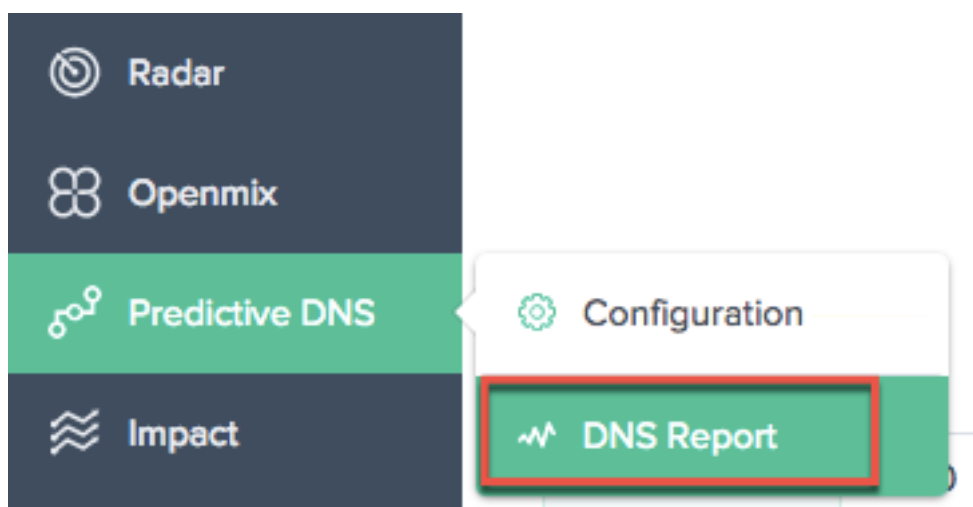 Radar
Openmix
Predictive DNS
Configuration
DNS Report
Impact